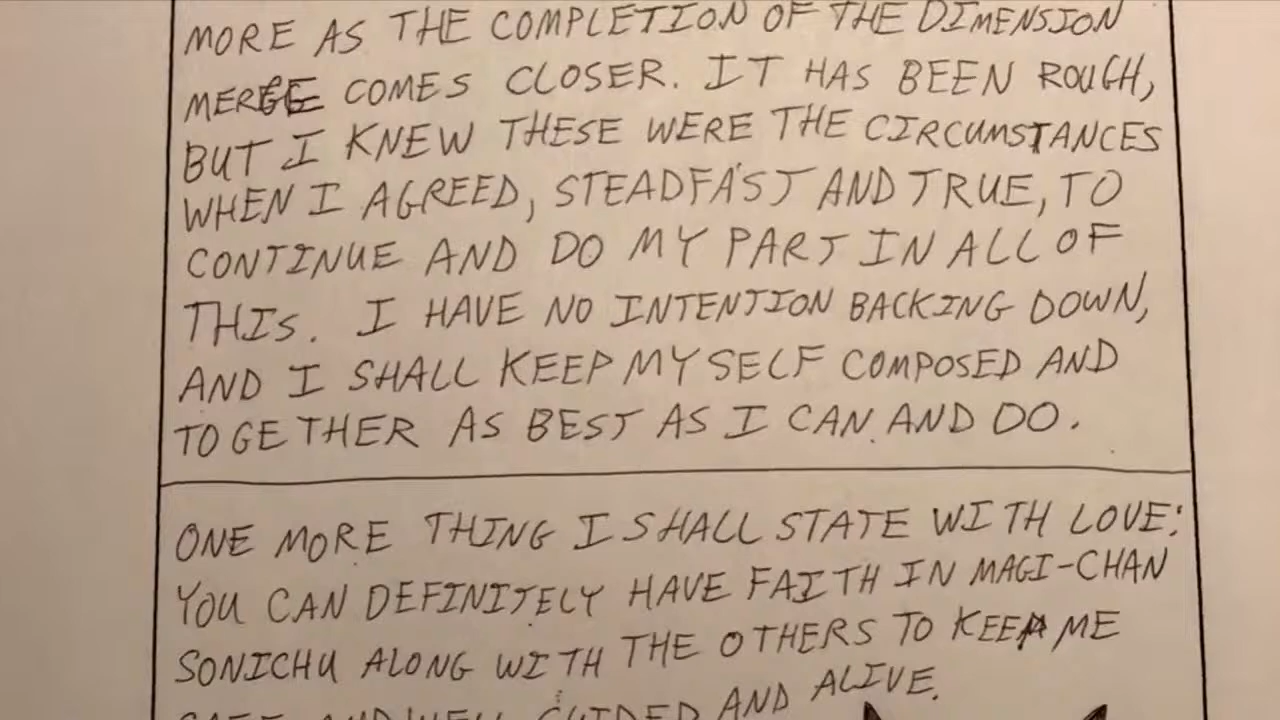 MORE AS THE COMPLETION OF THE DIMENSION
MERGE COMES CLOSER. IT HAS BEEN ROUGH,
BUT I KNEW THESE WERE THE CIRCUMSTANCES
WHEN I AGREED, STEADFAST AND TRUE, TO
CONTINUE AND DO MY PART IN ALL OF
THIS. I HAVE NO INTENTION BACKING DOWN,
AND I SHALL KEEP MYSELF COMPOSED AND
TOGETHER AS BEST AS I CAN AND DO.
ONE MORE THING I SHALL STATE WITH LOVE:
YOU CAN DEFINITELY HAVE FAITH IN MAGI-CHAN
SONICHU ALONG WITH THE OTHERS TO KEEP ME
SAFE AND WELL GUIDED AND ALIVE.